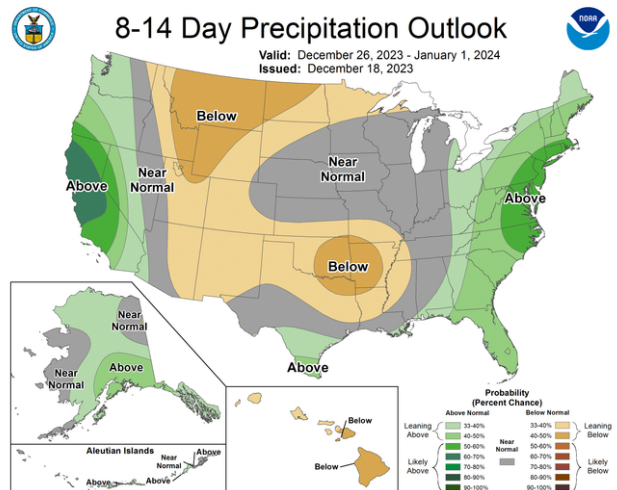 8-14 Day Precipitation Outlook
Valid: December 26, 2023 - January 1, 2024
Issued: December 18, 2023
NOAA
Below
Near
Normal
Near
Normal
Above
Above
Below
Above
Near
Normal
Near
Normal
Above
Aleutian Islands
Above
Near
Normal
Above
Above
Below
Below
Probability
(Percent Chance)
Above Normal
Below Normal
Leaning
Above
33-40%
40-50%
50-60%
Likely
Above
60-70%
70-80%
80-90%
90-100%
Near
Normal
33-40%
40-50%
Leaning
Below
50-60%
60-70%
70-80%
Likely
Below
80-90%
90-100%